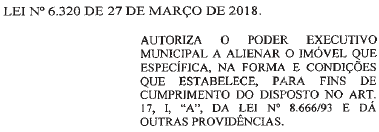 LEI Nº 6.320 DE 27 DE MARÇO DE 2018.
AUTORIZA O PODER EXECUTIVO
MUNICIPAL A ALIENAR O IMÓVEL QUE
ESPECÍFICA, NA FORMA E CONDIÇÕES
QUE ESTABELECE, PARA FINS DE
CUMPRIMENTO DO DISPOSTO NO ART.
17, I, "A", DA LEI Nº 8.666/93 E DÁ
OUTRAS PROVIDÊNCIAS.